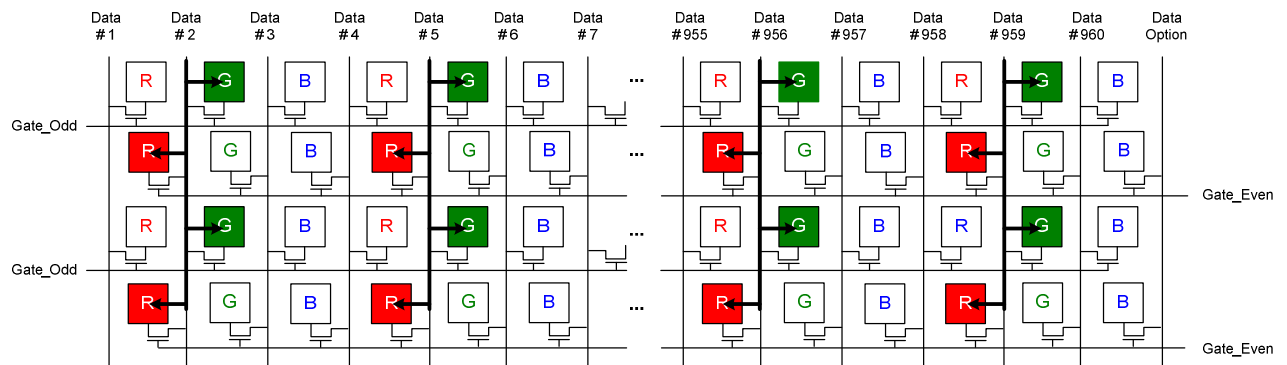 Data Data Data Data Data Data Data Data Data Data Data Data Data Data
#1 #2 #3 #4 #5 #6 #7 #955 #956 #957 #958 #959 #960 Option
R G B R G B ... R G B R G B
Gate_Odd
R G B R G B ... R G B R G B
Gate_Even
R G B R G B ... R G B R G B
Gate_Odd
R G B R G B ... R G B R G B
Gate_Even